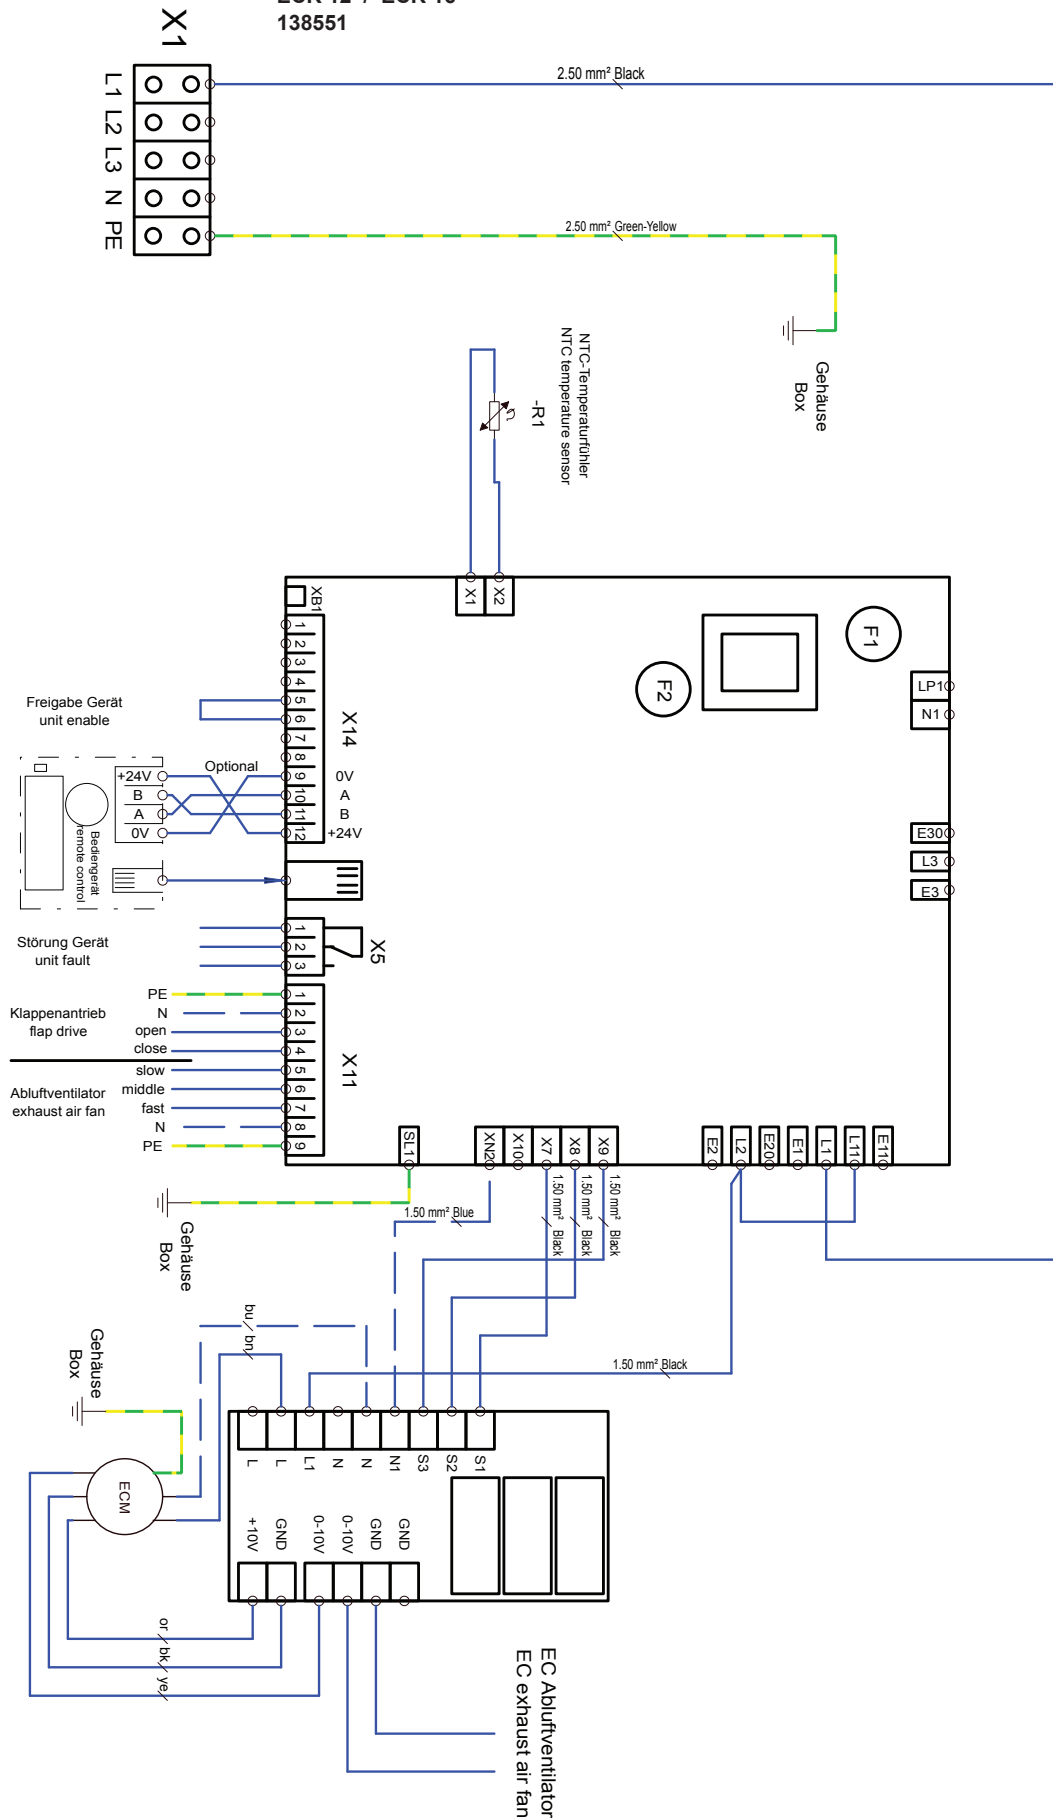 138551
X1
L1
L2
L3
N
PE
2.50 mm² Black
2.50 mm² Green-Yellow
Gehäuse
Box
NTC-Temperaturfühler
NTC temperature sensor
-R1
X1
X2
F1
F2
LP1
N1
E30
L3
E3
XB1
1
2
3
4
5
6
7
8
9
10
11
12
X14
0V
A
B
+24V
Freigabe Gerät
unit enable
Optional
+24V
B
A
0V
Bediengerät
remote control
Störung Gerät
unit fault
1
2
3
X5
Klappenantrieb
flap drive
PE
N
open
close
Abluftventilator
exhaust air fan
slow
middle
fast
N
PE
1
2
3
4
5
6
7
8
9
X11
SL1
XN2
X10
X7
X8
X9
E2
L2
E20
E1
L1
L11
E11
Gehäuse
Box
1.50 mm² Blue
1.50 mm² Black
1.50 mm² Black
1.50 mm² Black
1.50 mm² Black
bu
bn
Gehäuse
Box
ECM
L
L
L1
N
N
N1
S3
S2
S1
+10V
GND
0-10V
0-10V
GND
GND
or
bk
ye
EC Abluftventilator
EC exhaust air fan